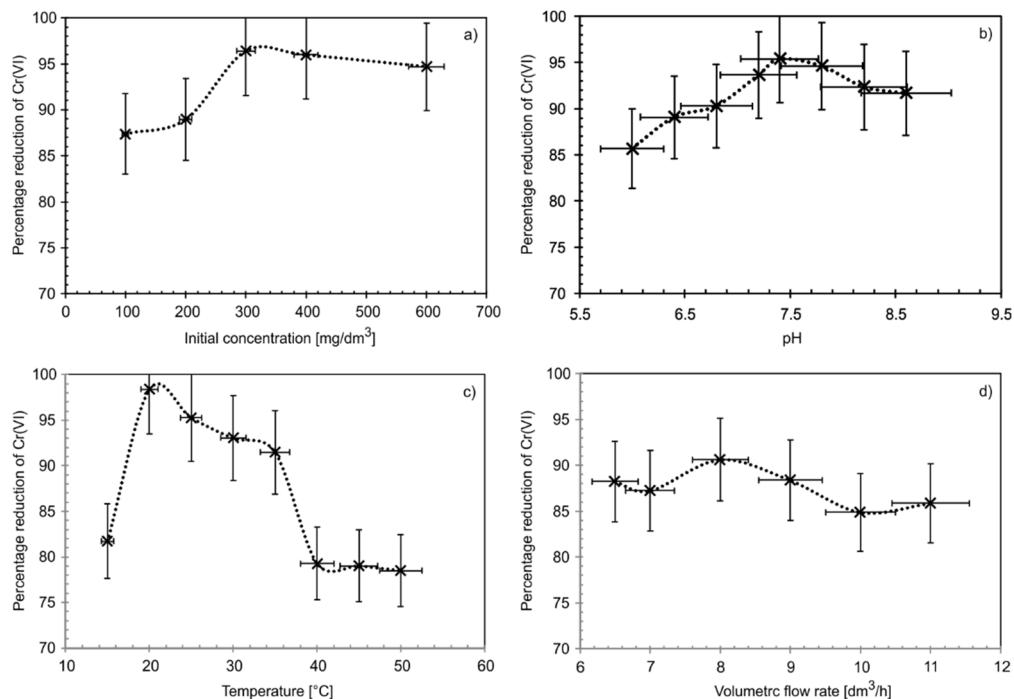 a)
Percentage reduction of Cr(VI)
100
95
90
85
80
75
70
0 100 200 300 400 500 600 700
Initial concentration [mg/dm³]
b)
Percentage reduction of Cr(VI)
100
95
90
85
80
75
70
5.5 6.5 7.5 8.5 9.5
pH
c)
Percentage reduction of Cr(VI)
100
95
90
85
80
75
70
10 20 30 40 50 60
Temperature [°C]
d)
Percentage reduction of Cr(VI)
100
95
90
85
80
75
70
6 7 8 9 10 11 12
Volumetrc flow rate [dm³/h]